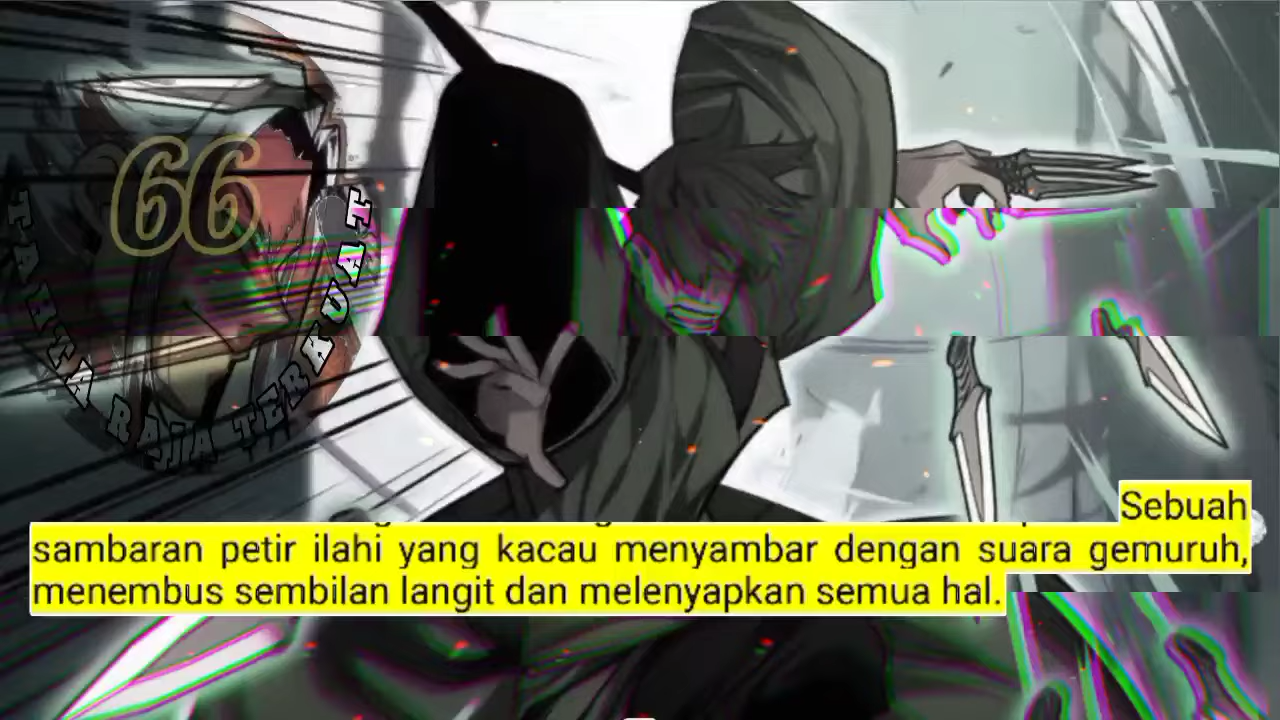 66
TAHTA RAJA TERKUAT
Sebuah
sambaran petir ilahi yang kacau menyambar dengan suara gemuruh,
menembus sembilan langit dan melenyapkan semua hal.